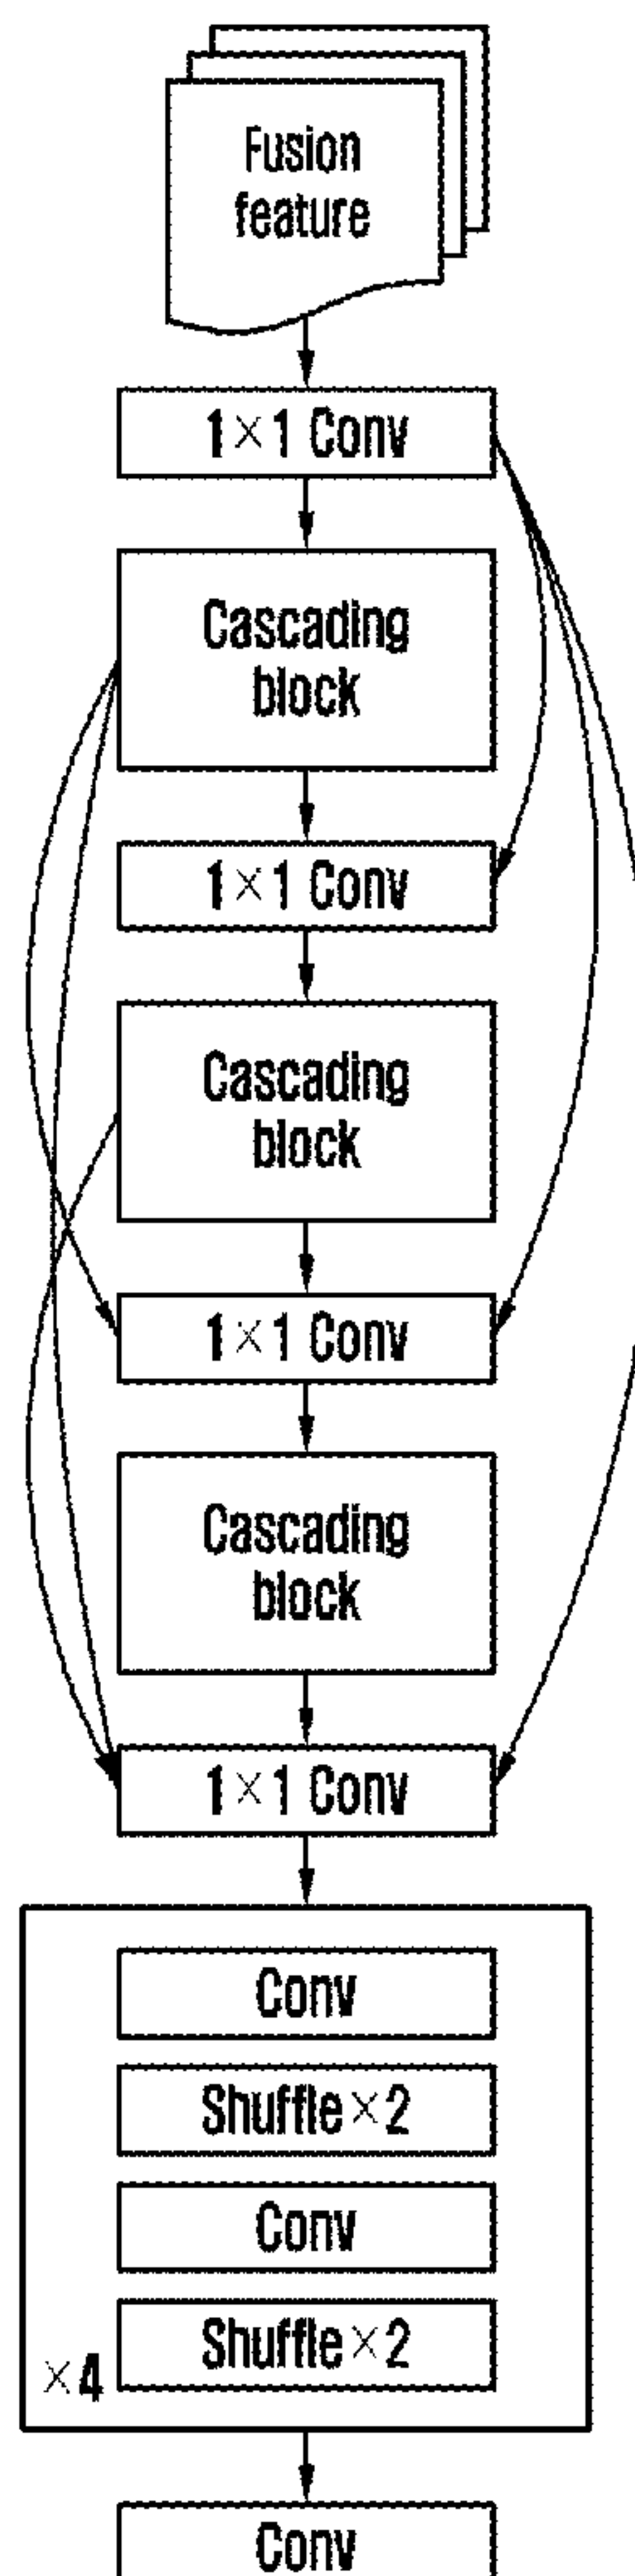 Fusion
feature
1×1 Conv
Cascading
block
1×1 Conv
Cascading
block
1×1 Conv
Cascading
block
1×1 Conv
Conv
Shuffle×2
Conv
Shuffle×2
×4
Conv